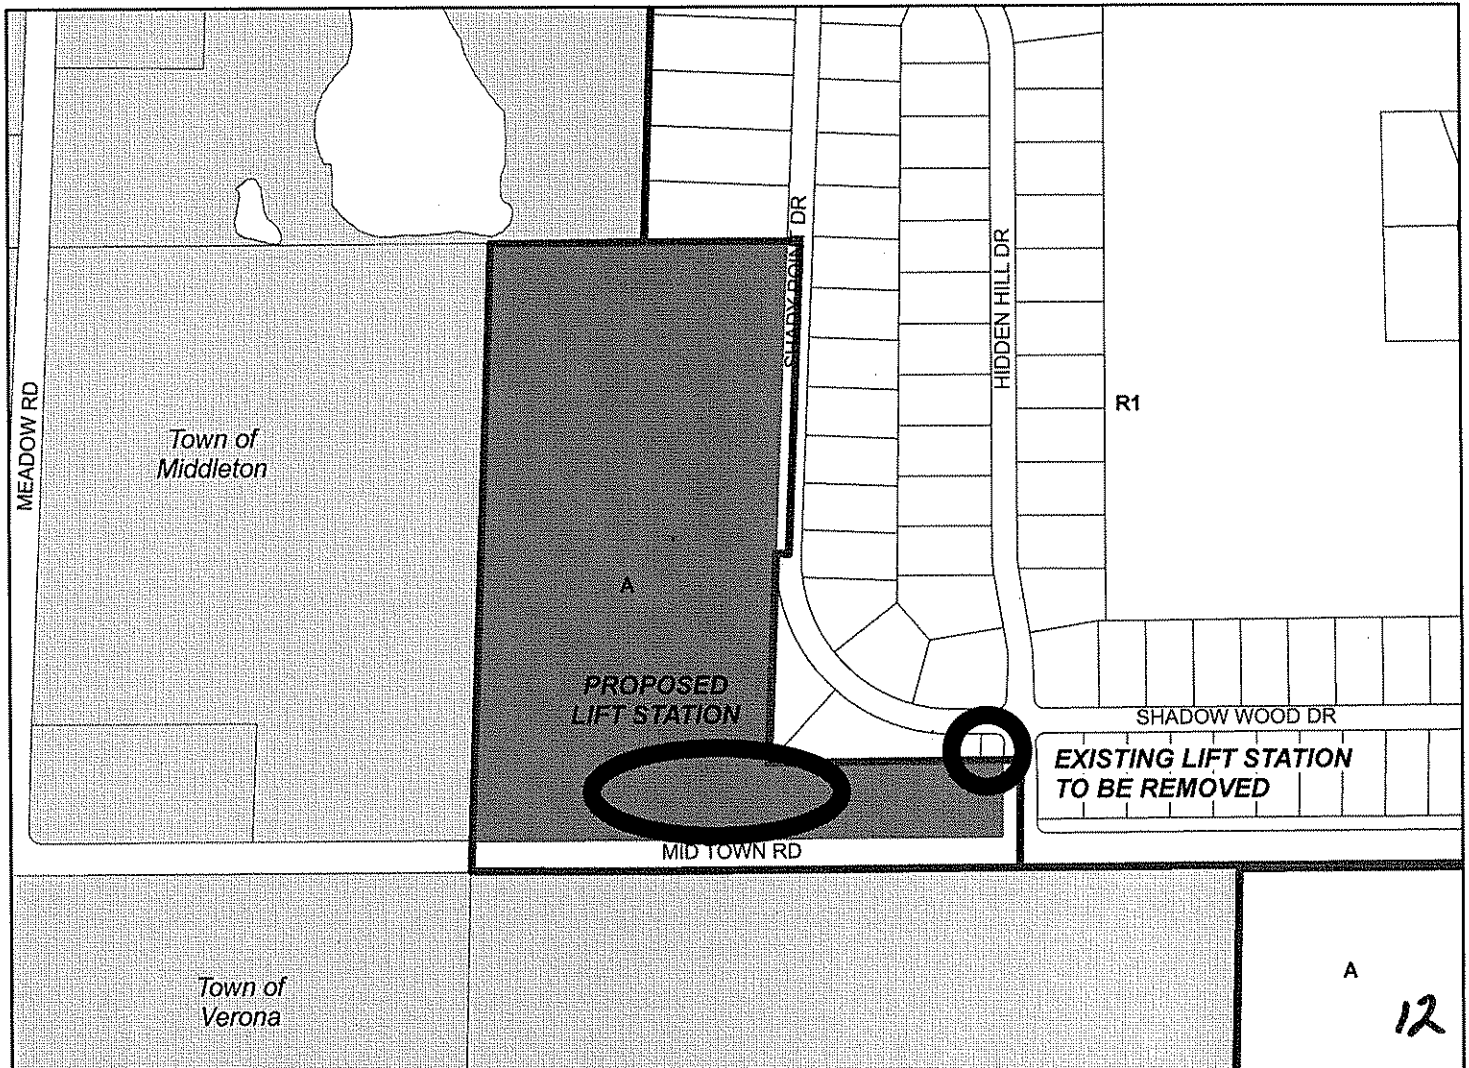 SHADY POINT DR
HIDDEN HILL DR
MEADOW RD
R1
Town of
Middleton
A
PROPOSED
LIFT STATION
SHADOW WOOD DR
EXISTING LIFT STATION
TO BE REMOVED
MID TOWN RD
Town of
Verona
A
12